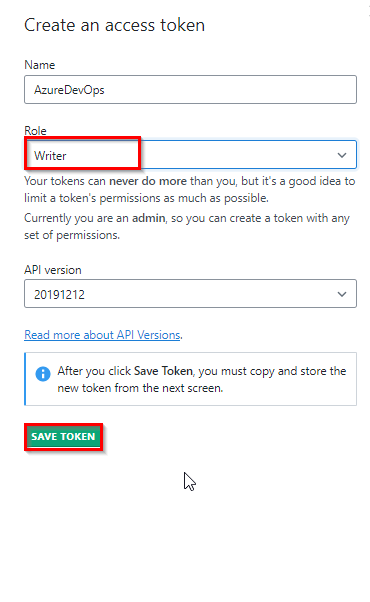 Create an access token
Name
AzureDevOps
Role
Writer
Your tokens can never do more than you, but it's a good idea to
limit a token's permissions as much as possible.
Currently you are an admin, so you can create a token with any
set of permissions.
API version
20191212
Read more about API Versions.
After you click Save Token, you must copy and store the
new token from the next screen.
SAVE TOKEN